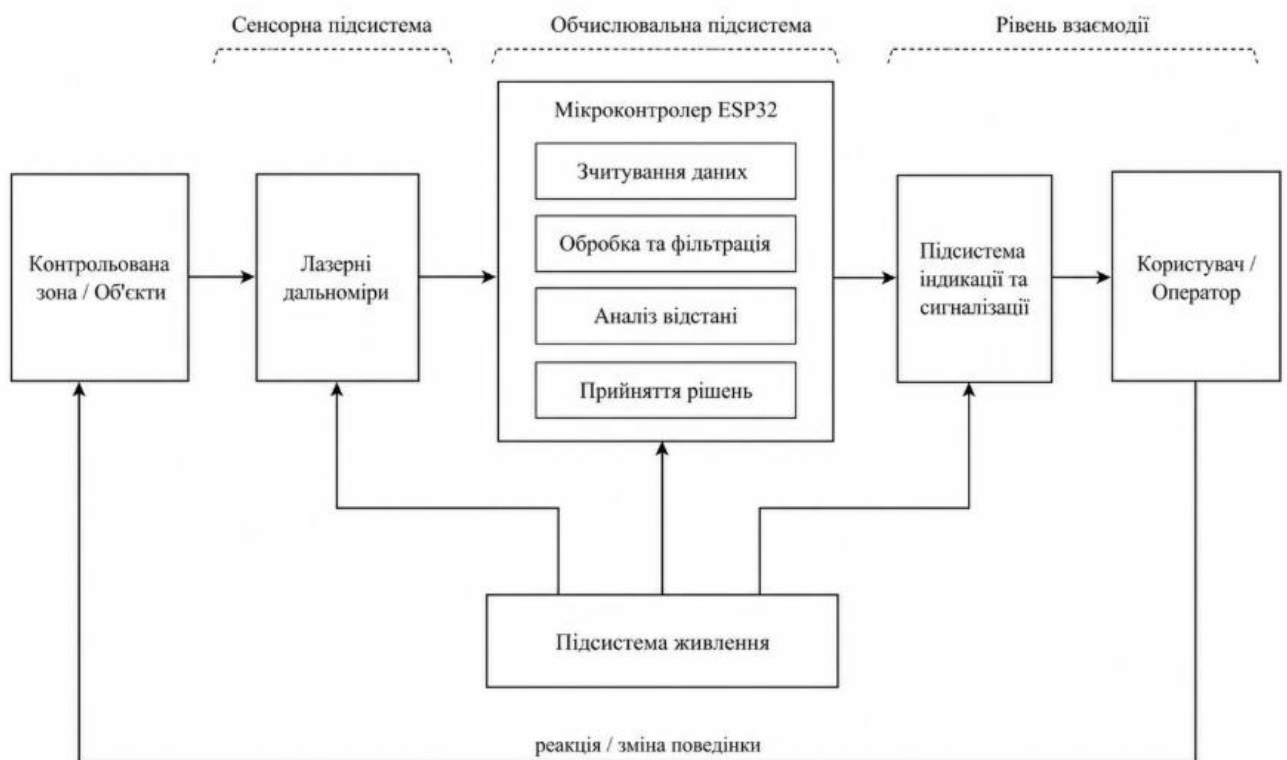 Сенсорна підсистема
Обчислювальна підсистема
Рівень взаємодії
Мікроконтролер ESP32
Зчитування даних
Обробка та фільтрація
Аналіз відстані
Прийняття рішень
Контрольована
зона / Об'єкти
Лазерні
дальноміри
Підсистема
індикації та
сигналізації
Користувач /
Оператор
Підсистема живлення
реакція / зміна поведінки